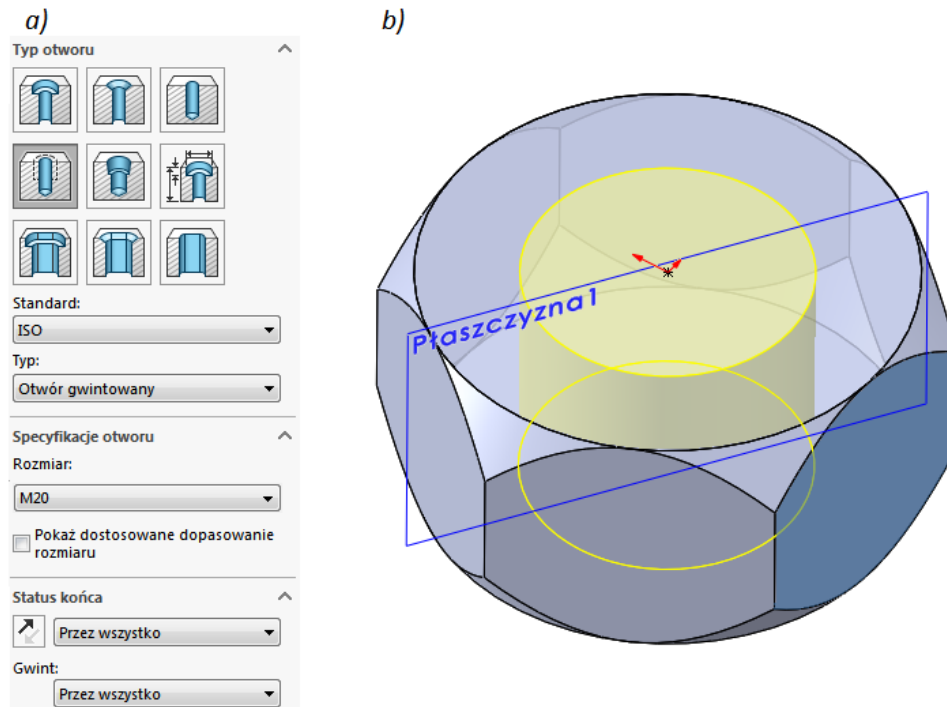 a)
Typ otworu
Standard:
ISO
Typ:
Otwór gwintowany
Specyfikacje otworu
Rozmiar:
M20
Pokaż dostosowane dopasowanie
rozmiaru
Status końca
Przez wszystko
Gwint:
Przez wszystko
b)
Płaszczyzna1